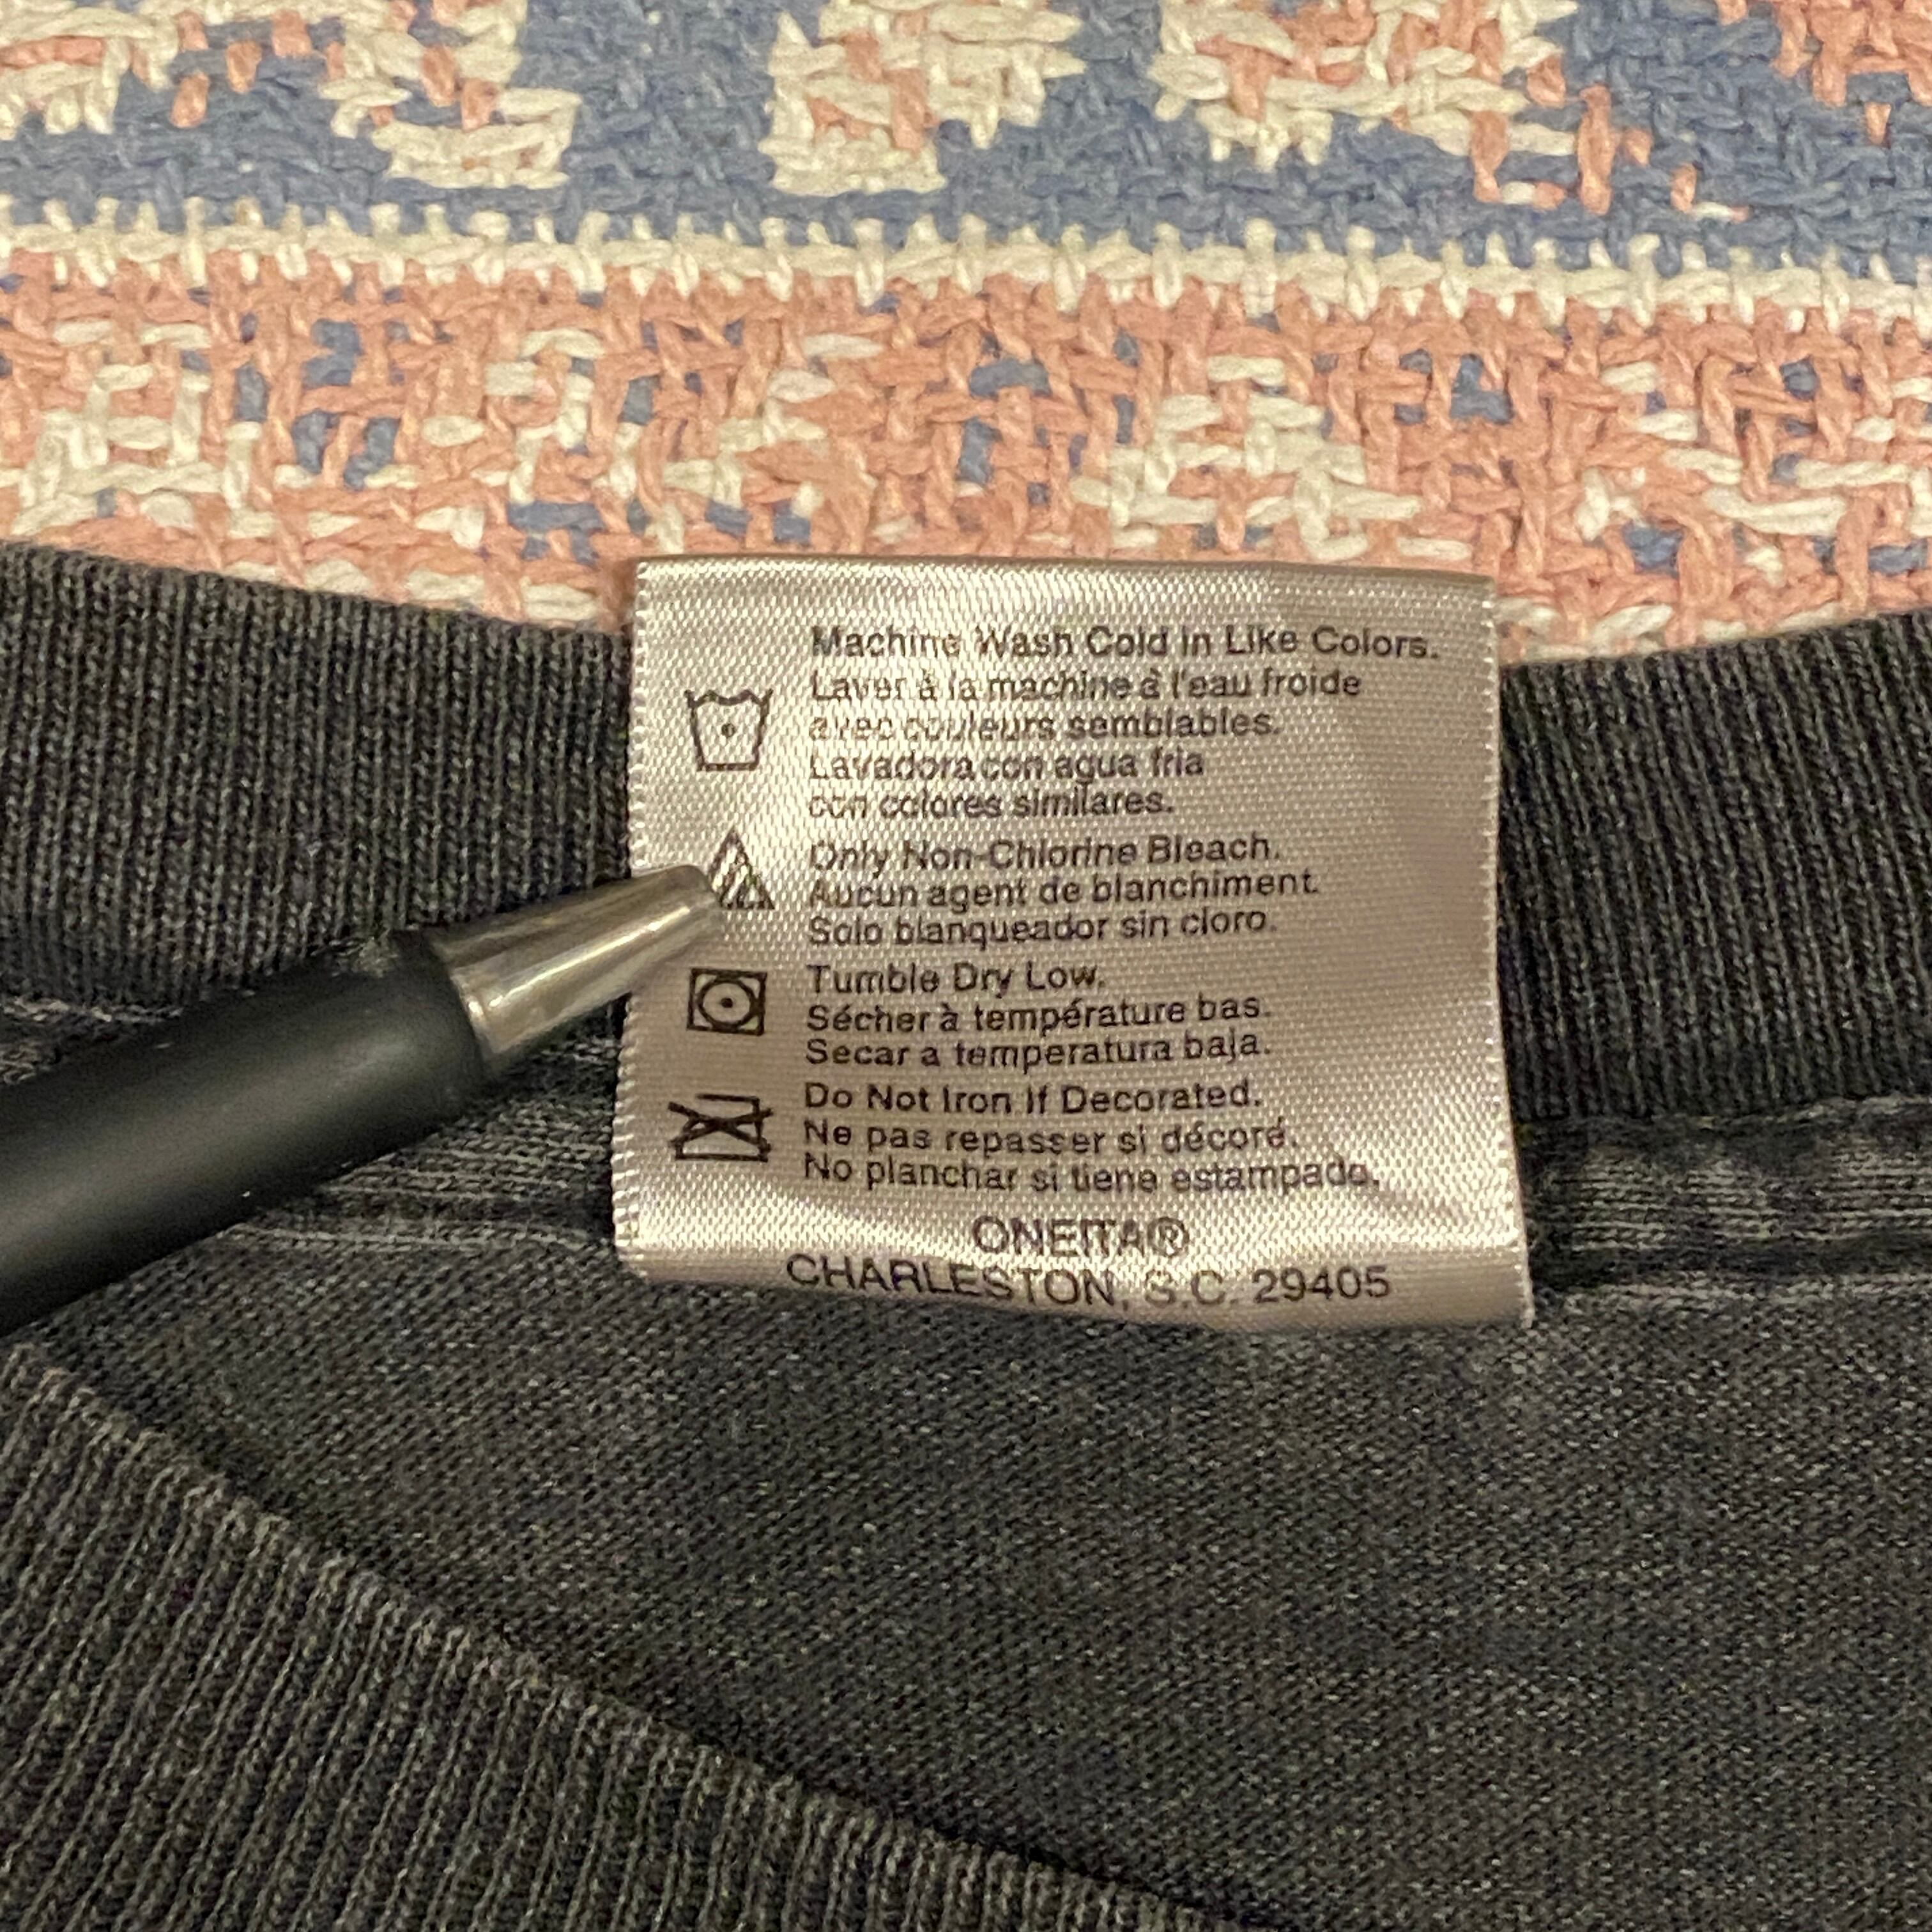 Machine Wash Cold in Like Colors.
Laver à la machine à l'eau froide
avec couleurs semblables.
Lavadora con agua fria
con colores similares.
Only Non-Chlorine Bleach.
Aucun agent de blanchiment.
Solo blanqueador sin cloro.
Tumble Dry Low.
Sécher à température bas.
Secar a temperatura baja.
Do Not Iron If Decorated.
Ne pas repasser si décoré.
No planchar si tiene estampado.
ONEITA®
CHARLESTON, S.C. 29405